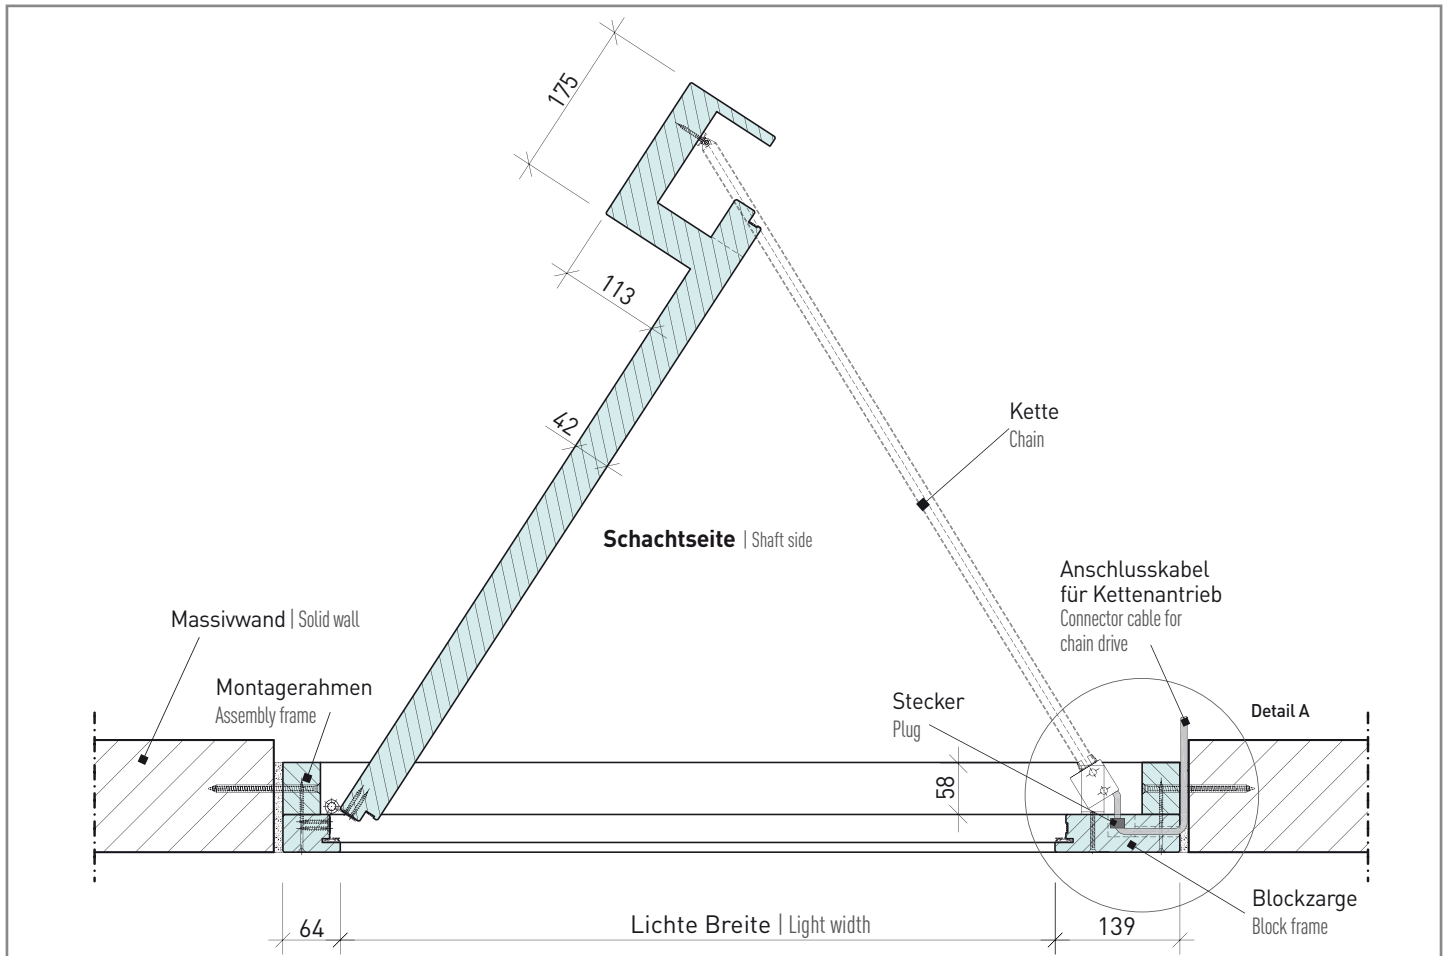 175
113
42
Kette
Chain
Schachtseite | Shaft side
Anschlusskabel
für Kettenantrieb
Connector cable for
chain drive
Massivwand | Solid wall
Montagerahmen
Assembly frame
Stecker
Plug
Detail A
58
Blockzarge
Block frame
64
Lichte Breite | Light width
139